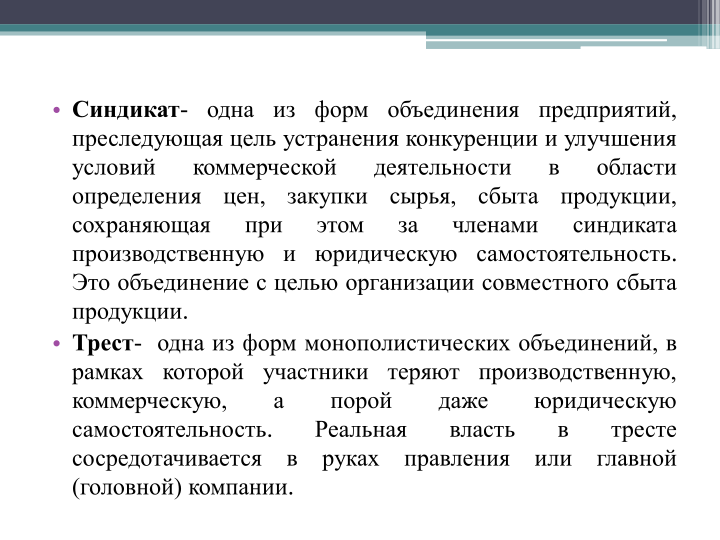 • Синдикат- одна из форм объединения предприятий,
преследующая цель устранения конкуренции и улучшения
условий коммерческой деятельности в области
определения цен, закупки сырья, сбыта продукции,
сохраняющая при этом за членами синдиката
производственную и юридическую самостоятельность.
Это объединение с целью организации совместного сбыта
продукции.
• Трест- одна из форм монополистических объединений, в
рамках которой участники теряют производственную,
коммерческую, а порой даже юридическую
самостоятельность. Реальная власть в тресте
сосредотачивается в руках правления или главной
(головной) компании.